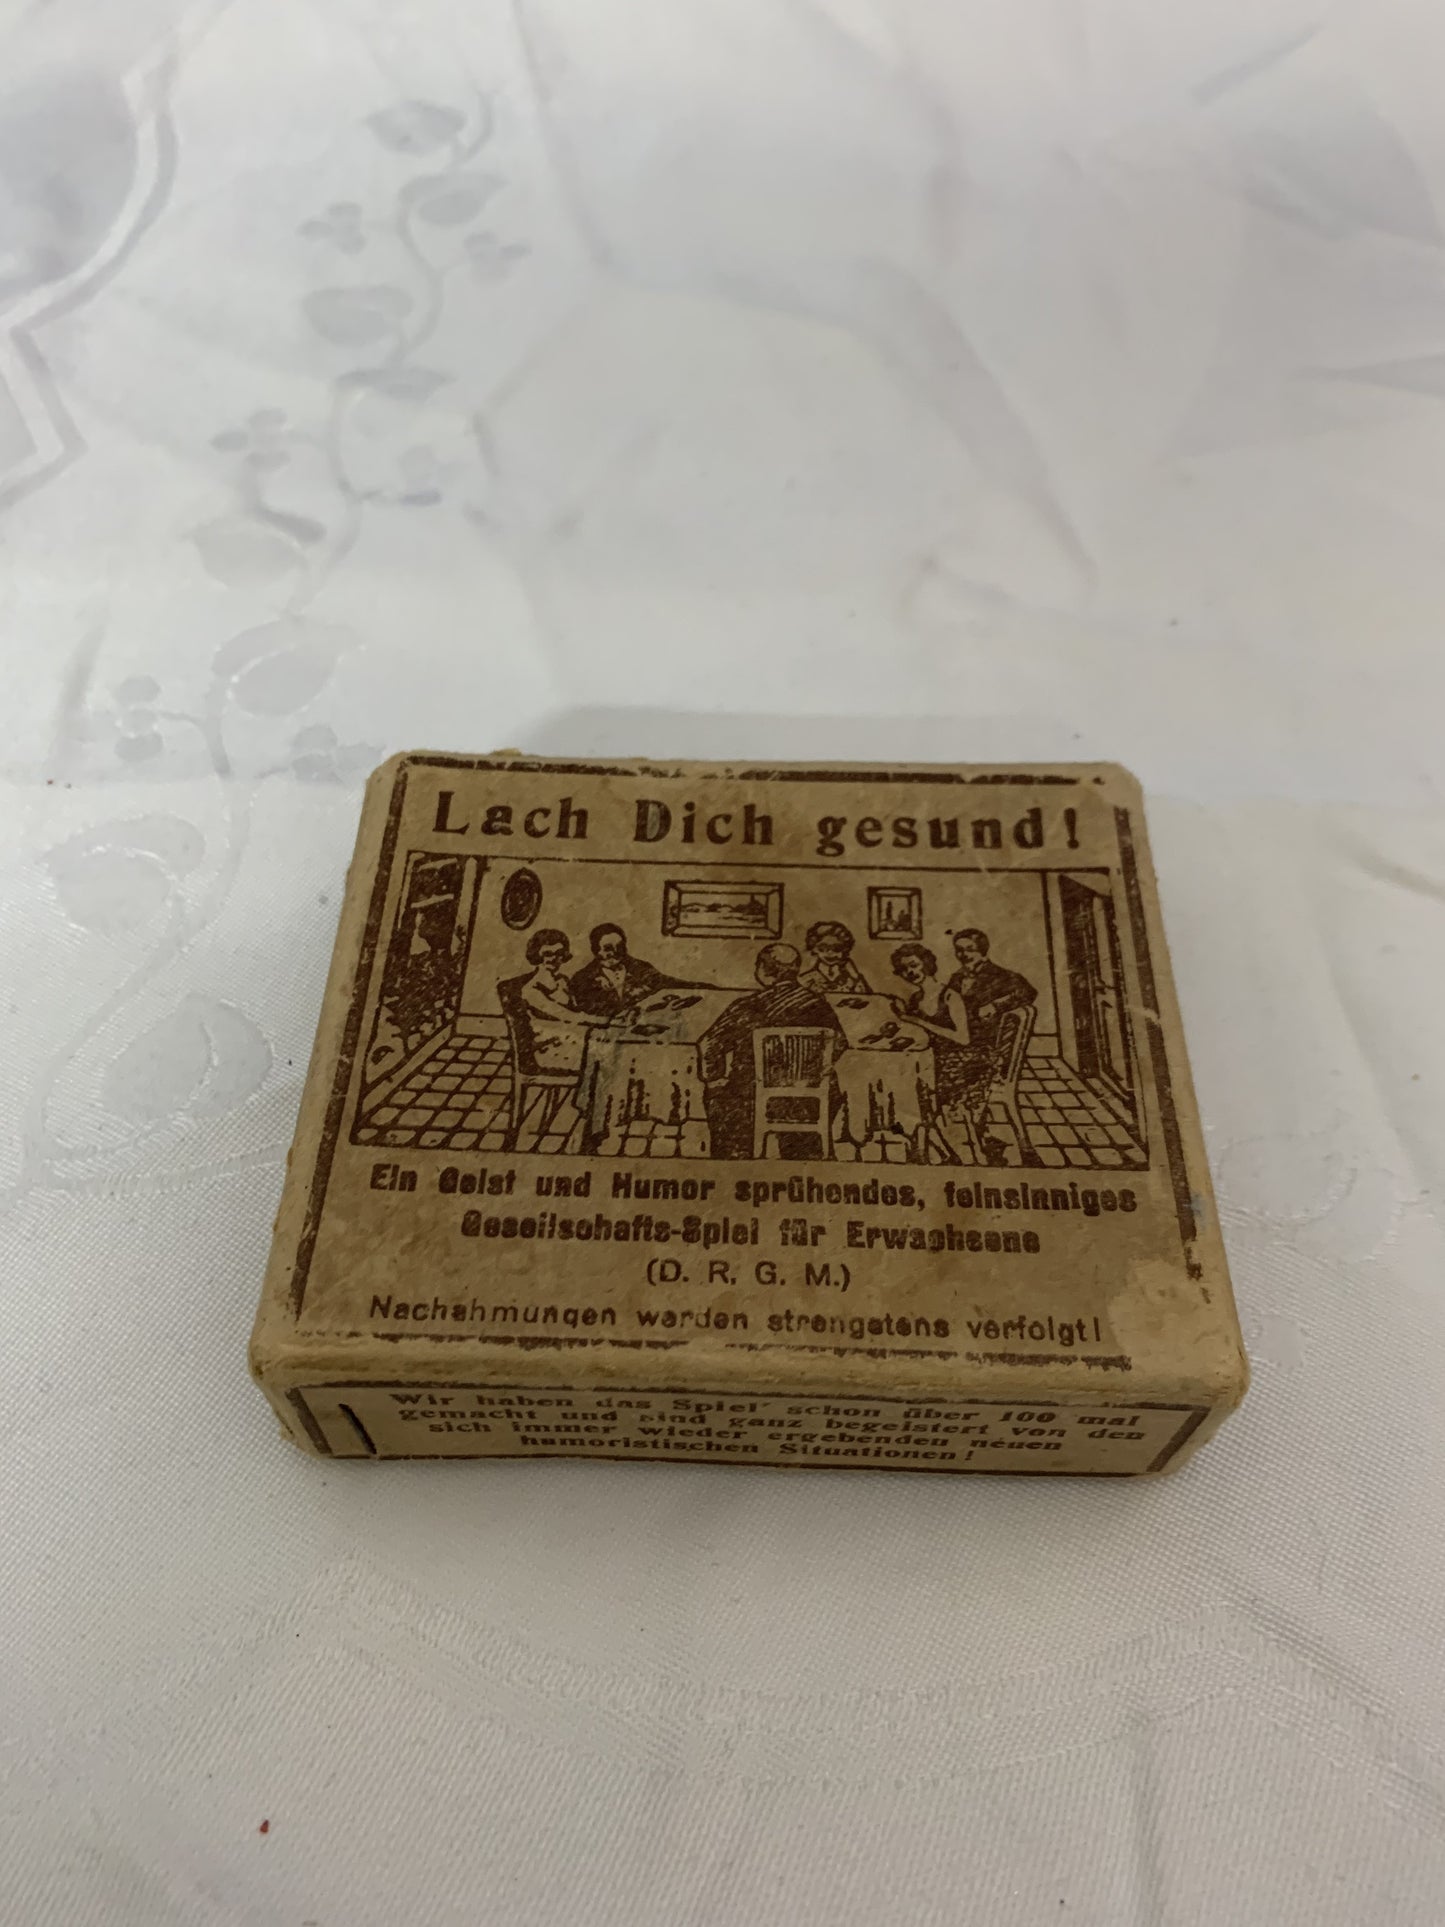 Lach Dich gesund!
Ein Geist und Humor sprühendes, feinsinniges
Gesellschafts-Spiel für Erwachsene
(D. R. G. M.)
Nachahmungen werden strengstens verfolgt!
Wir haben das Spiel schon über 100 mal
gemacht und sind ganz begeistert von den
sich immer wieder ergebenden neuen
humoristischen Situationen!